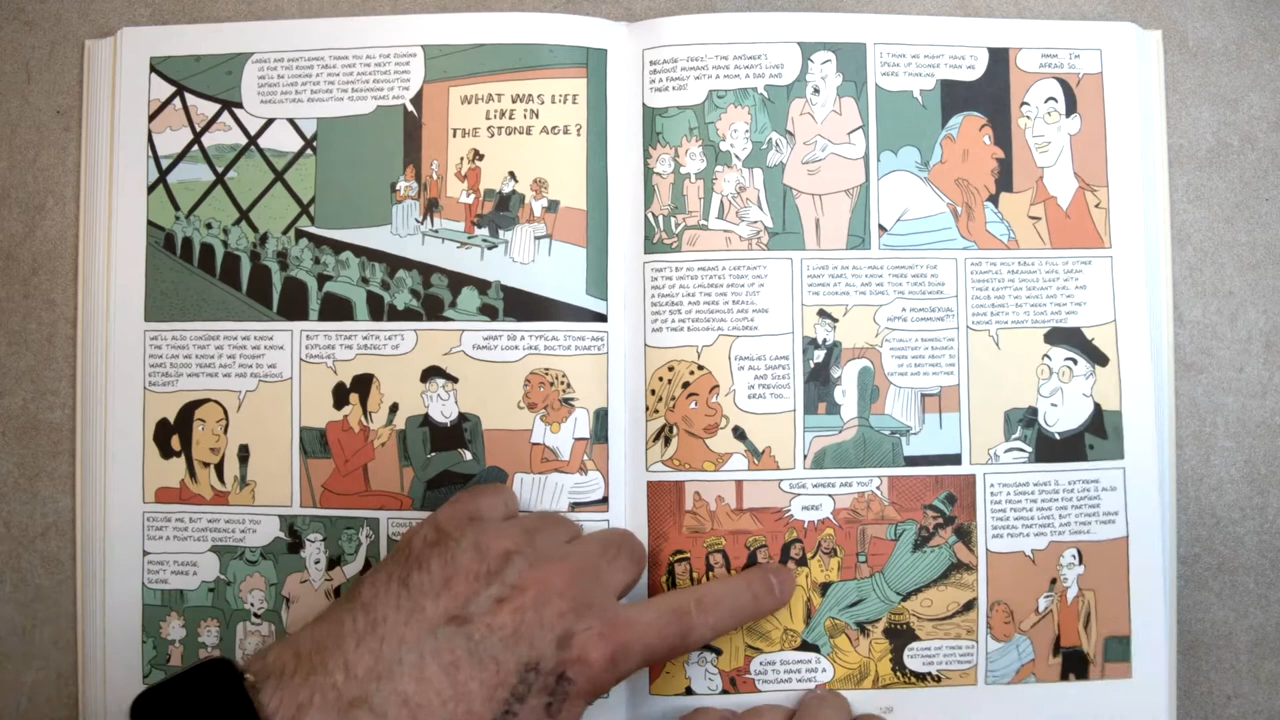 LADIES AND GENTLEMEN, THANK YOU ALL FOR JOINING
US FOR THIS ROUND TABLE. OVER THE NEXT HOUR
WE'LL BE LOOKING AT HOW OUR ANCESTORS HOMO
SAPIENS LIVED AFTER THE COGNITIVE REVOLUTION
70,000 AGO BUT BEFORE THE BEGINNING OF THE
AGRICULTURAL REVOLUTION 12,000 YEARS AGO.
WHAT WAS LIFE
LIKE IN
THE STONE AGE?
WE'LL ALSO CONSIDER HOW WE KNOW
THE THINGS THAT WE THINK WE KNOW.
HOW CAN WE KNOW IF WE FOUGHT
WARS 30,000 YEARS AGO? HOW DO WE
ESTABLISH WHETHER WE HAD RELIGIOUS
BELIEFS?
BUT TO START WITH, LET'S
EXPLORE THE SUBJECT OF
FAMILIES.
WHAT DID A TYPICAL STONE-AGE
FAMILY LOOK LIKE, DOCTOR DUARTE?
EXCUSE ME, BUT WHY WOULD YOU
START YOUR CONFERENCE WITH
SUCH A POINTLESS QUESTION!
HONEY, PLEASE,
DON'T MAKE A
SCENE.
COULD
BECAUSE—JEEZ!—THE ANSWER'S
OBVIOUS! HUMANS HAVE ALWAYS LIVED
IN A FAMILY WITH A MOM, A DAD AND
THEIR KIDS!
I THINK WE MIGHT HAVE TO
SPEAK UP SOONER THAN WE
WERE THINKING.
HMM... I'M
AFRAID SO...
THAT'S BY NO MEANS A CERTAINTY.
IN THE UNITED STATES TODAY, ONLY
HALF OF ALL CHILDREN GROW UP IN
A FAMILY LIKE THE ONE YOU JUST
DESCRIBED. AND HERE IN BRAZIL,
ONLY 50% OF HOUSEHOLDS ARE MADE
UP OF A HETEROSEXUAL COUPLE
AND THEIR BIOLOGICAL CHILDREN.
FAMILIES CAME
IN ALL SHAPES
AND SIZES
IN PREVIOUS
ERAS TOO...
I LIVED IN AN ALL-MALE COMMUNITY FOR
MANY YEARS, YOU KNOW. THERE WERE NO
WOMEN AT ALL, AND WE TOOK TURNS DOING
THE COOKING, THE DISHES, THE HOUSEWORK...
A HOMOSEXUAL
HIPPIE COMMUNE?!?
ACTUALLY, A BENEDICTINE
MONASTERY IN BAVARIA.
THERE WERE ABOUT 30
OF US BROTHERS, ONE
FATHER AND NO MOTHER.
AND THE HOLY BIBLE IS FULL OF OTHER
EXAMPLES. ABRAHAM'S WIFE, SARAH,
SUGGESTED HE SHOULD SLEEP WITH
THEIR EGYPTIAN SERVANT GIRL. AND
JACOB HAD TWO WIVES AND TWO
CONCUBINES—BETWEEN THEM THEY
GAVE BIRTH TO 12 SONS AND WHO
KNOWS HOW MANY DAUGHTERS!
SUSIE, WHERE ARE YOU?
HERE!
KING SOLOMON IS
SAID TO HAVE HAD A
THOUSAND WIVES...
OH COME ON! THESE OLD
TESTAMENT GUYS WERE
KIND OF EXTREME!
A THOUSAND WIVES IS... EXTREME.
BUT A SINGLE SPOUSE FOR LIFE IS ALSO
FAR FROM THE NORM FOR SAPIENS.
SOME PEOPLE HAVE ONE PARTNER
THEIR WHOLE LIVES, BUT OTHERS HAVE
SEVERAL PARTNERS, AND THEN THERE
ARE PEOPLE WHO STAY SINGLE...
129